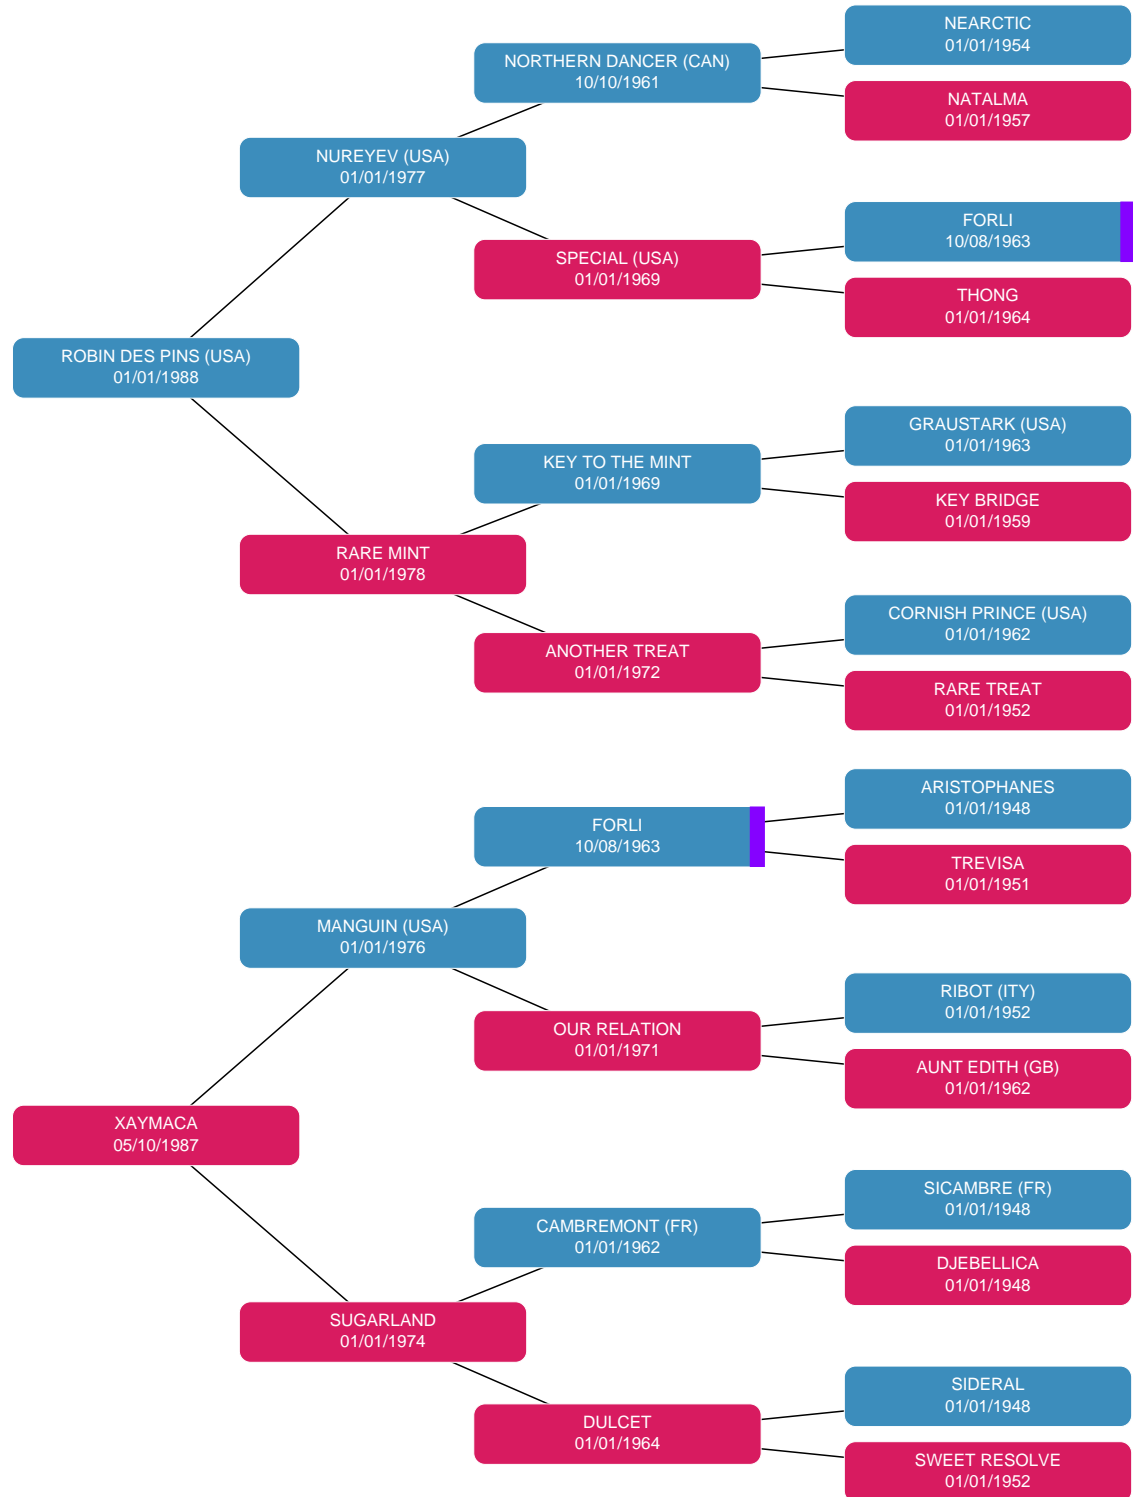 NEARCTIC
01/01/1954
NORTHERN DANCER (CAN)
10/10/1961
NATALMA
01/01/1957
NUREYEV (USA)
01/01/1977
FORLI
10/08/1963
SPECIAL (USA)
01/01/1969
THONG
01/01/1964
ROBIN DES PINS (USA)
01/01/1988
GRAUSTARK (USA)
01/01/1963
KEY TO THE MINT
01/01/1969
KEY BRIDGE
01/01/1959
RARE MINT
01/01/1978
CORNISH PRINCE (USA)
01/01/1962
ANOTHER TREAT
01/01/1972
RARE TREAT
01/01/1952
ARISTOPHANES
01/01/1948
FORLI
10/08/1963
TREVISA
01/01/1951
MANGUIN (USA)
01/01/1976
RIBOT (ITY)
01/01/1952
OUR RELATION
01/01/1971
AUNT EDITH (GB)
01/01/1962
XAYMACA
05/10/1987
SICAMBRE (FR)
01/01/1948
CAMBREMONT (FR)
01/01/1962
DJEBELLICA
01/01/1948
SUGARLAND
01/01/1974
SIDERAL
01/01/1948
DULCET
01/01/1964
SWEET RESOLVE
01/01/1952